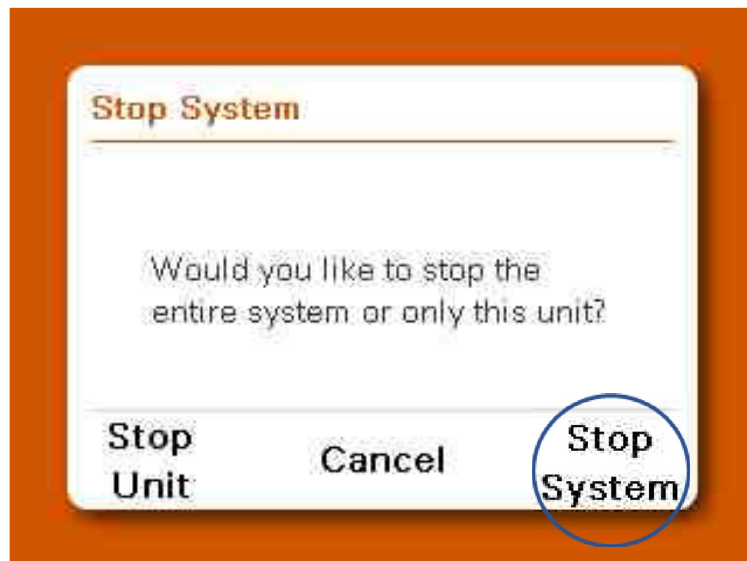 Stop System
Would you like to stop the
entire system or only this unit?
Stop
Unit
Cancel
Stop
System